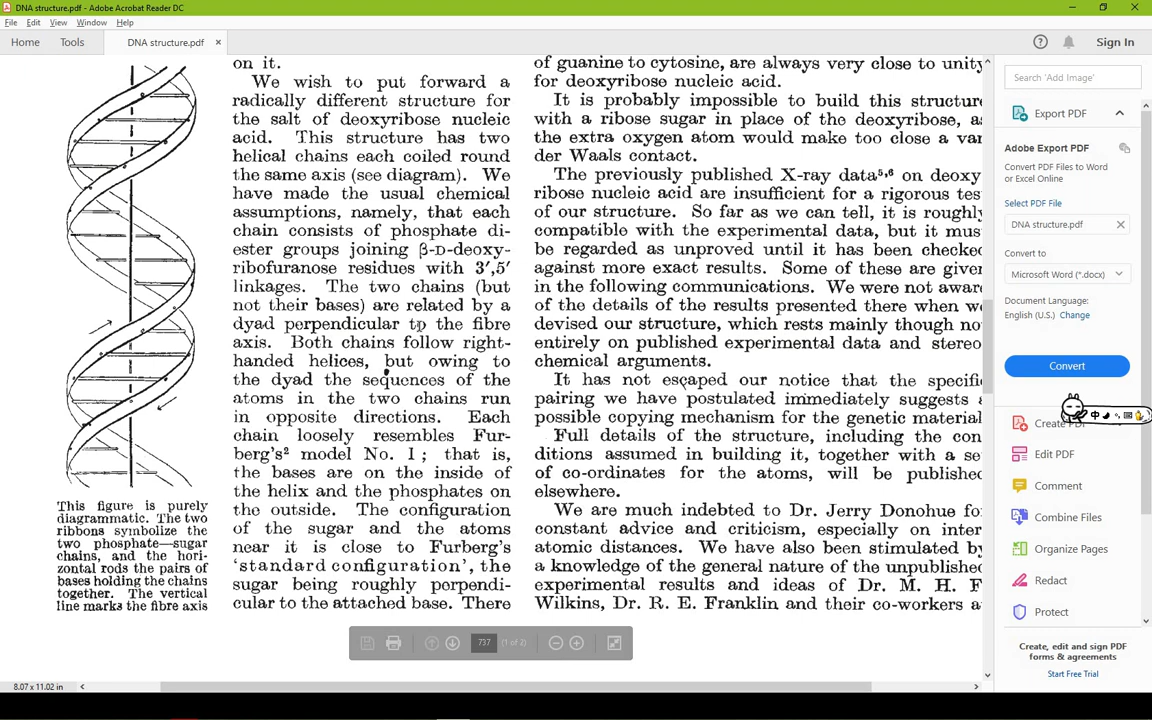 DNA structure.pdf - Adobe Acrobat Reader DC
File Edit View Window Help
Home Tools DNA structure.pdf × Sign In
on it.
We wish to put forward a
radically different structure for
the salt of deoxyribose nucleic
acid. This structure has two
helical chains each coiled round
the same axis (see diagram). We
have made the usual chemical
assumptions, namely, that each
chain consists of phosphate di-
ester groups joining β-D-deoxy-
ribofuranose residues with 3′,5′
linkages. The two chains (but
not their bases) are related by a
dyad perpendicular to the fibre
axis. Both chains follow right-
handed helices, but owing to
the dyad the sequences of the
atoms in the two chains run
in opposite directions. Each
chain loosely resembles Fur-
berg's² model No. 1; that is,
the bases are on the inside of
the helix and the phosphates on
the outside. The configuration
of the sugar and the atoms
near it is close to Furberg's
'standard configuration', the
sugar being roughly perpendi-
cular to the attached base. There
This figure is purely
diagrammatic. The two
ribbons symbolize the
two phosphate—sugar
chains, and the hori-
zontal rods the pairs of
bases holding the chains
together. The vertical
line marks the fibre axis
of guanine to cytosine, are always very close to unity
for deoxyribose nucleic acid.
It is probably impossible to build this structure
with a ribose sugar in place of the deoxyribose, as
the extra oxygen atom would make too close a van
der Waals contact.
The previously published X-ray data⁵,⁶ on deoxy
ribose nucleic acid are insufficient for a rigorous tes
of our structure. So far as we can tell, it is roughly
compatible with the experimental data, but it mus
be regarded as unproved until it has been checked
against more exact results. Some of these are given
in the following communications. We were not aware
of the details of the results presented there when we
devised our structure, which rests mainly though no
entirely on published experimental data and stereo
chemical arguments.
It has not escaped our notice that the specific
pairing we have postulated immediately suggests a
possible copying mechanism for the genetic material
Full details of the structure, including the con
ditions assumed in building it, together with a se
of co-ordinates for the atoms, will be published
elsewhere.
We are much indebted to Dr. Jerry Donohue for
constant advice and criticism, especially on inter
atomic distances. We have also been stimulated by
a knowledge of the general nature of the unpublished
experimental results and ideas of Dr. M. H. F
Wilkins, Dr. R. E. Franklin and their co-workers a
737 (1 of 2)
8.07 x 11.02 in
Search 'Add Image'
Export PDF
Adobe Export PDF
Convert PDF Files to Word
or Excel Online
Select PDF File
DNA structure.pdf ×
Convert to
Microsoft Word (*.docx)
Document Language:
English (U.S.) Change
Convert
中
Create PDF
Edit PDF
Comment
Combine Files
Organize Pages
Redact
Protect
Create, edit and sign PDF
forms & agreements
Start Free Trial